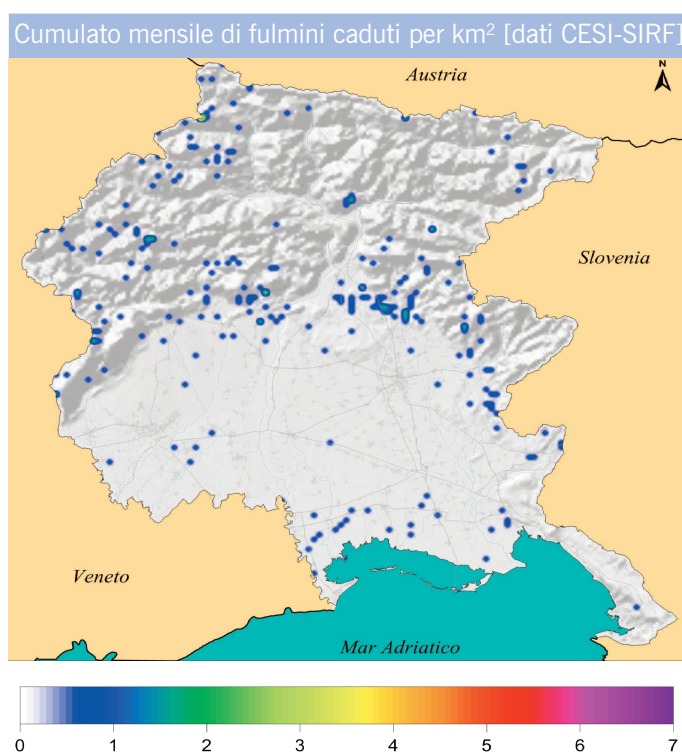 Cumulato mensile di fulmini caduti per km² [dati CESI-SIRF]
Austria
N
Slovenia
Veneto
Mar Adriatico
0 1 2 3 4 5 6 7